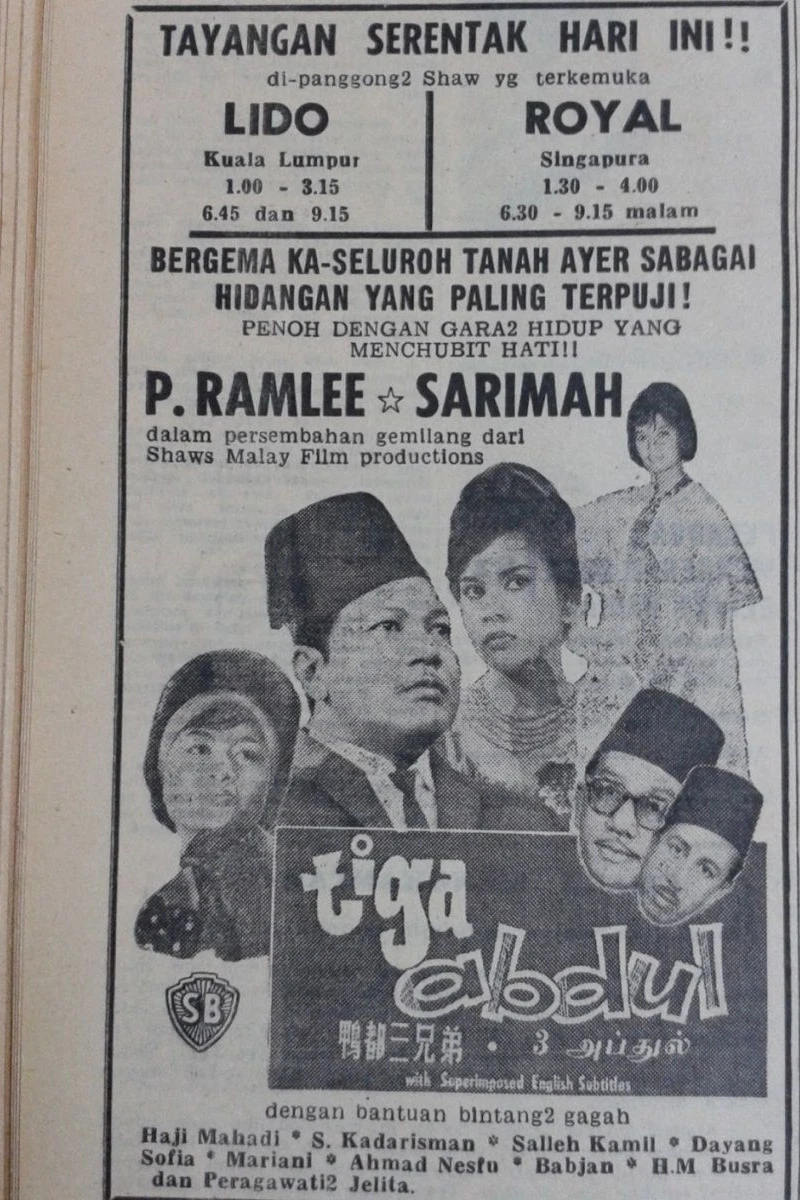 TAYANGAN SERENTAK HARI INI!!
di-panggong2 Shaw yg terkemuka
LIDO
Kuala Lumpur
1.00 - 3.15
6.45 dan 9.15
ROYAL
Singapura
1.30 - 4.00
6.30 - 9.15 malam
BERGEMA KA-SELUROH TANAH AYER SABAGAI
HIDANGAN YANG PALING TERPUJI!
PENOH DENGAN GARA2 HIDUP YANG
MENCHUBIT HATI!!
P. RAMLEE ☆ SARIMAH
dalam persembahan gemilang dari
Shaws Malay Film productions
tiga
abdul
SB
鴨都三兄弟 · 3 அப்துல்
with Superimposed English Subtitles
dengan bantuan bintang2 gagah
Haji Mahadi * S. Kadarisman * Salleh Kamil * Dayang
Sofia * Mariani * Ahmad Nesfu * Babjan * H.M Busra
dan Peragawati2 Jelita.